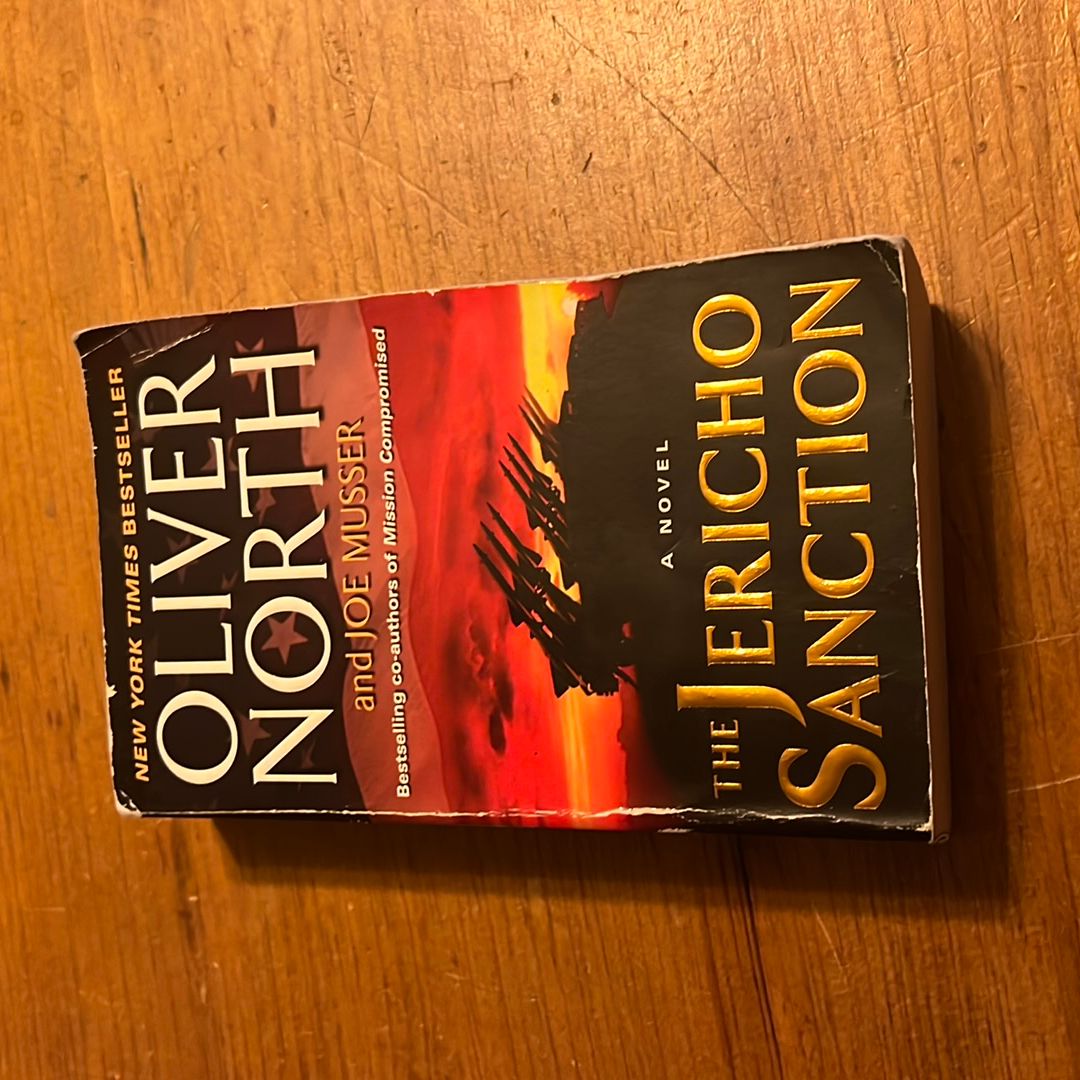 NEW YORK TIMES BESTSELLER
OLIVER
NORTH
and JOE MUSSER
Bestselling co-authors of Mission Compromised
A NOVEL
THE JERICHO
SANCTION